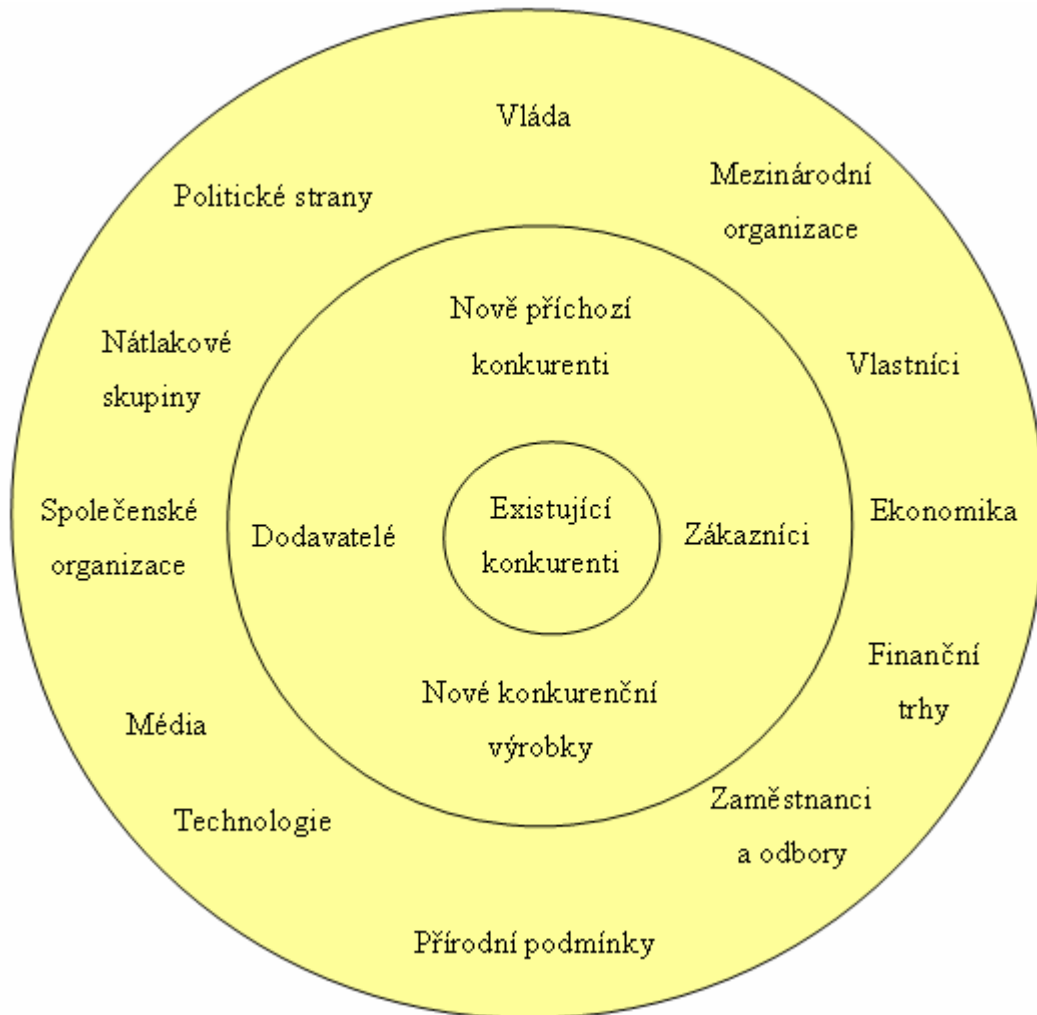 Vláda
Mezinárodní
organizace
Politické strany
Nově příchozí
konkurenti
Nátlakové
skupiny
Vlastníci
Společenské
organizace
Dodavatelé
Existující
konkurenti
Zákazníci
Ekonomika
Finanční
trhy
Nové konkurenční
výrobky
Média
Technologie
Zaměstnanci
a odbory
Přírodní podmínky